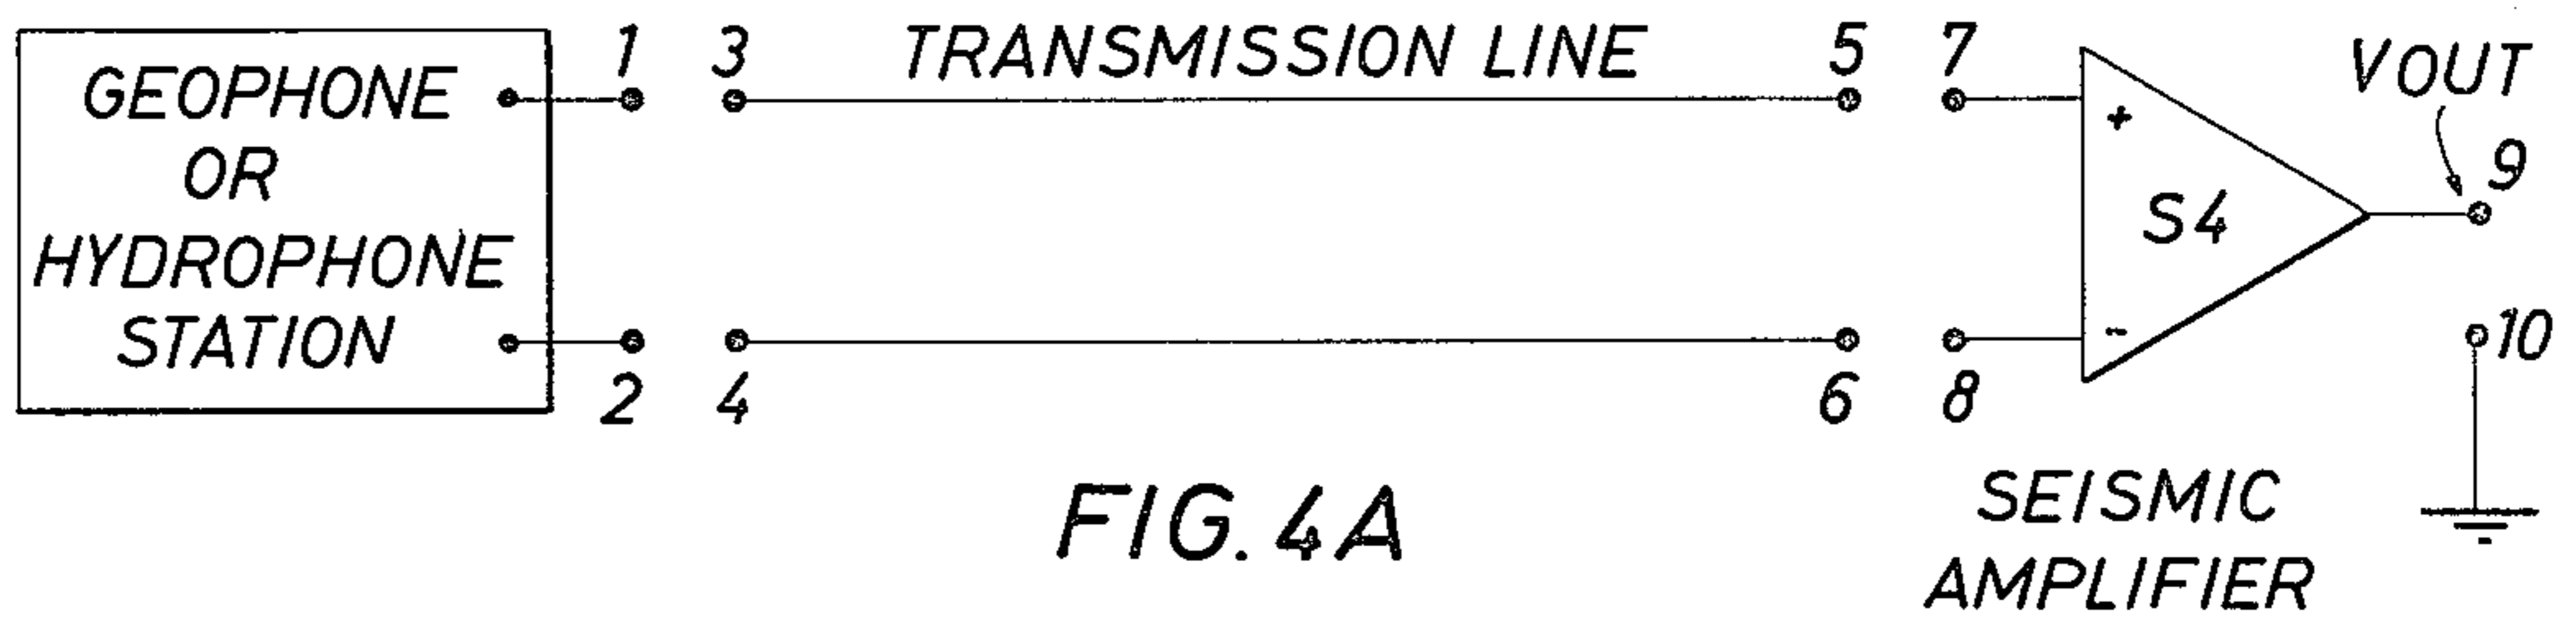 GEOPHONE
OR
HYDROPHONE
STATION
1
2
3
4
TRANSMISSION LINE
5
6
7
8
+
-
S4
VOUT
9
10
SEISMIC
AMPLIFIER
FIG. 4A